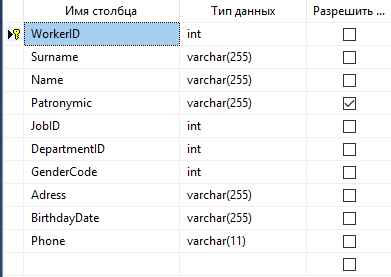 Имя столбца Тип данных Разрешить ...
WorkerID int
Surname varchar(255)
Name varchar(255)
Patronymic varchar(255)
JobID int
DepartmentID int
GenderCode int
Adress varchar(255)
BirthdayDate varchar(255)
Phone varchar(11)